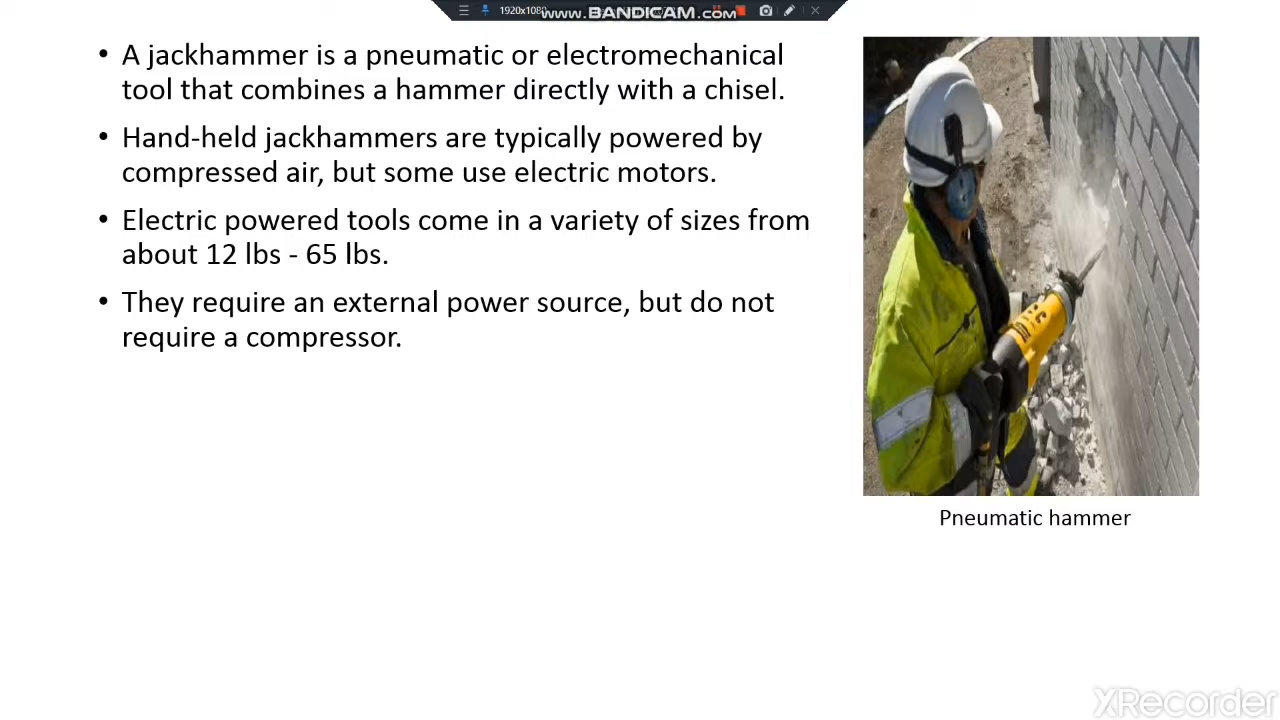 1920x1080
www.BANDICAM.com
• A jackhammer is a pneumatic or electromechanical
tool that combines a hammer directly with a chisel.
• Hand-held jackhammers are typically powered by
compressed air, but some use electric motors.
• Electric powered tools come in a variety of sizes from
about 12 lbs - 65 lbs.
• They require an external power source, but do not
require a compressor.
Pneumatic hammer
XRecorder